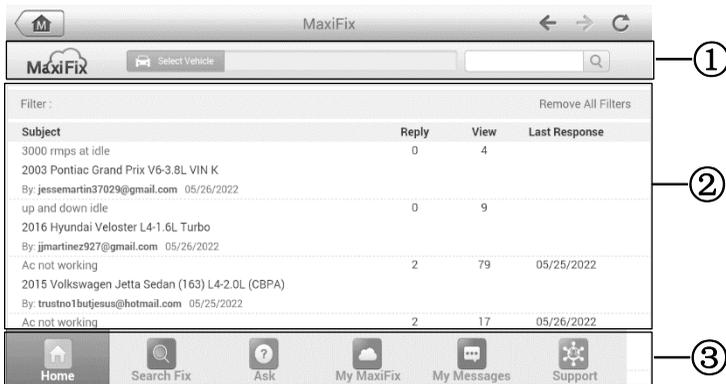 M MaxiFix
MaxiFix Select Vehicle ①
Filter : Remove All Filters
Subject Reply View Last Response
3000 rmps at idle 0 4
2003 Pontiac Grand Prix V6-3.8L VIN K
By: jessemartin37029@gmail.com 05/26/2022
②
up and down idle 0 9
2016 Hyundai Veloster L4-1.6L Turbo
By: jjmartinez927@gmail.com 05/26/2022
Ac not working 2 79 05/25/2022
2015 Volkswagen Jetta Sedan (163) L4-2.0L (CBPA)
By: trustno1butjesus@hotmail.com 05/25/2022
Ac not working 2 17 05/26/2022
Home Search Fix Ask My MaxiFix My Messages Support ③